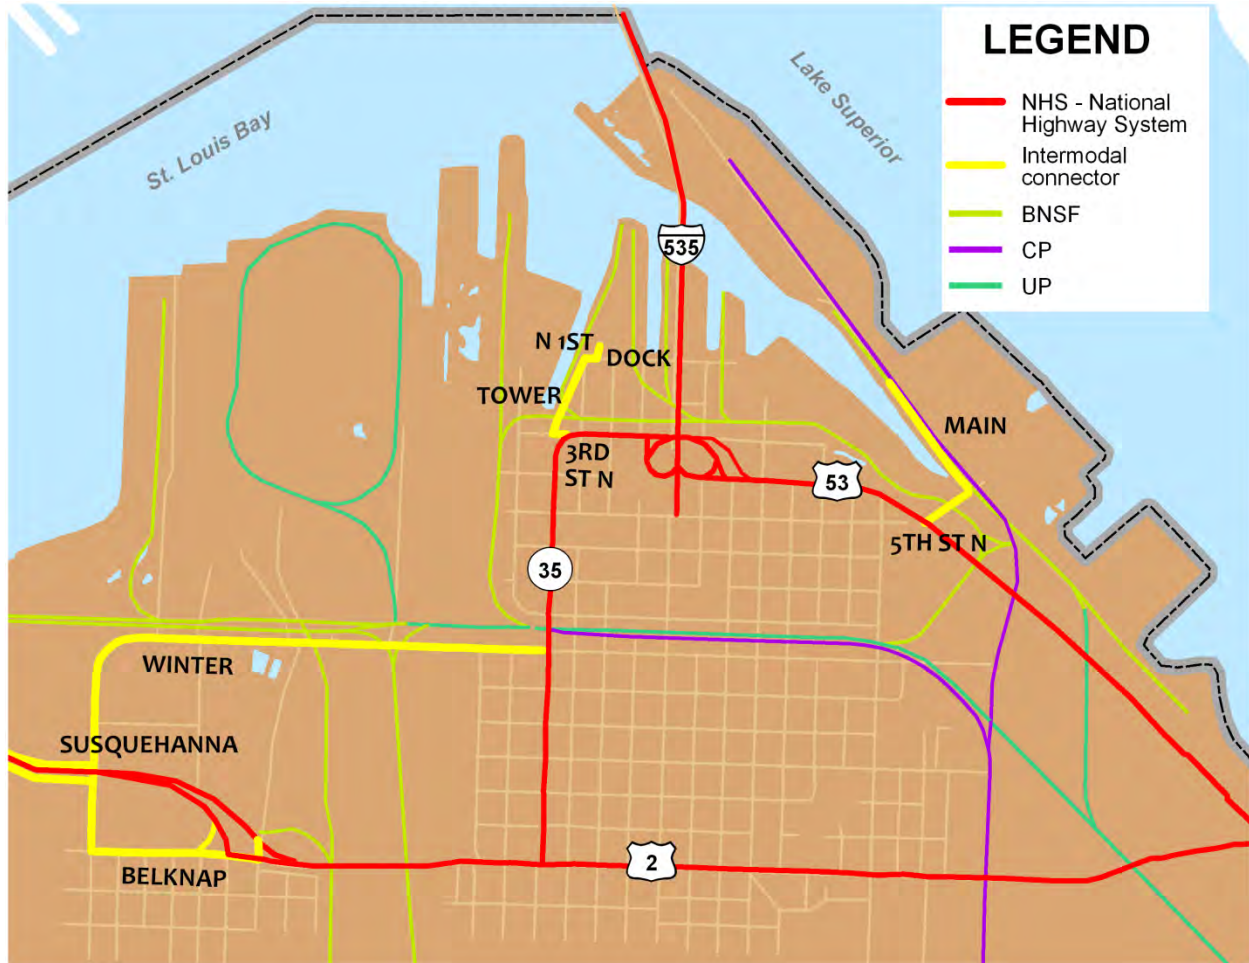 LEGEND
NHS - National
Highway System
Intermodal
connector
BNSF
CP
UP
St. Louis Bay
Lake Superior
535
N 1ST
DOCK
TOWER
MAIN
3RD
ST N
53
5TH ST N
35
WINTER
SUSQUEHANNA
2
BELKNAP